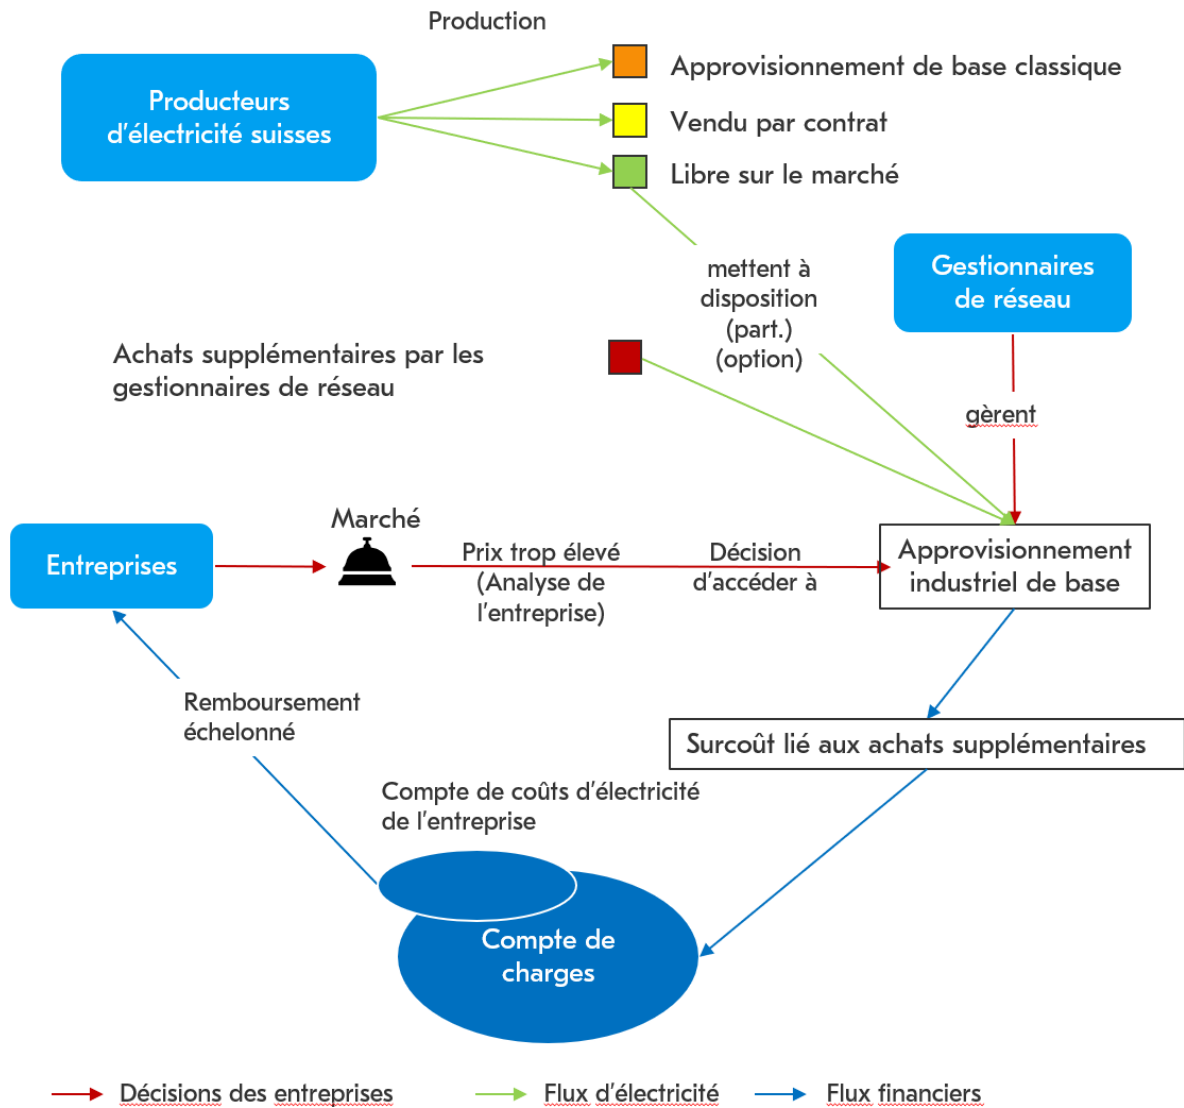 Production
Producteurs
d'électricité suisses
Approvisionnement de base classique
Vendu par contrat
Libre sur le marché
mettent à
disposition
(part.)
(option)
Gestionnaires
de réseau
Achats supplémentaires par les
gestionnaires de réseau
gèrent
Entreprises
Marché
Prix trop élevé
(Analyse de
l'entreprise)
Décision
d'accéder à
Approvisionnement
industriel de base
Remboursement
échelonné
Surcoût lié aux achats supplémentaires
Compte de coûts d'électricité
de l'entreprise
Compte de
charges
Décisions des entreprises
Flux d'électricité
Flux financiers